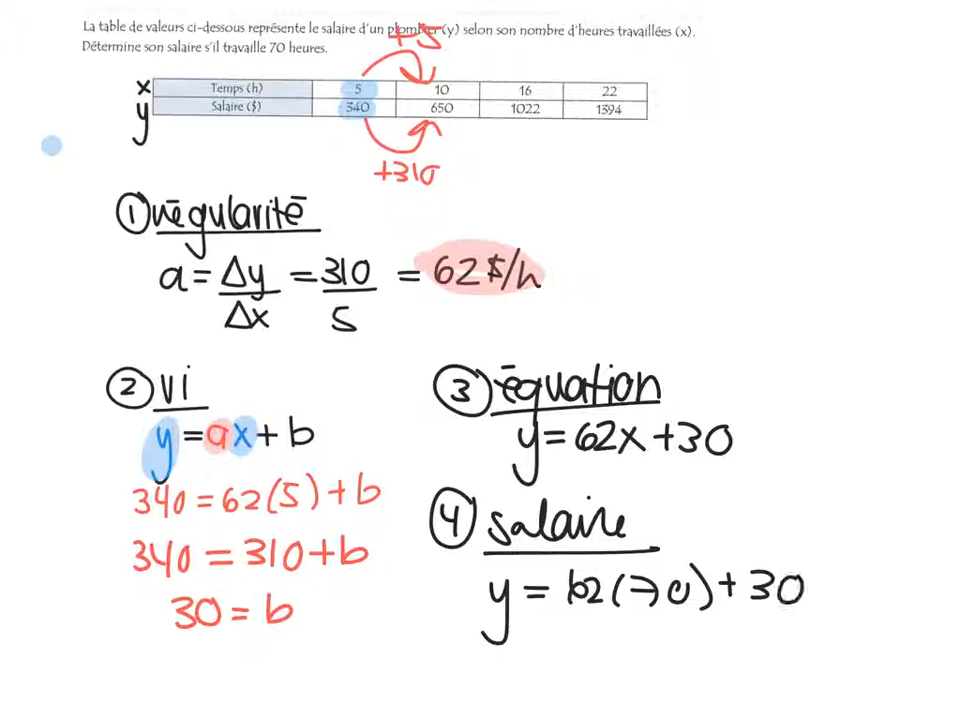 La table de valeurs ci-dessous représente le salaire d'un plombier (y) selon son nombre d'heures travaillées (x).
Détermine son salaire s'il travaille 70 heures.
+5
x Temps (h) 5 10 16 22
y Salaire ($) 340 650 1022 1394
+310
① régularité
a = Δy/Δx = 310/5 = 62 $/h
② vi
y = ax + b
340 = 62(5) + b
340 = 310 + b
30 = b
③ équation
y = 62x + 30
④ salaire
y = 62(70) + 30